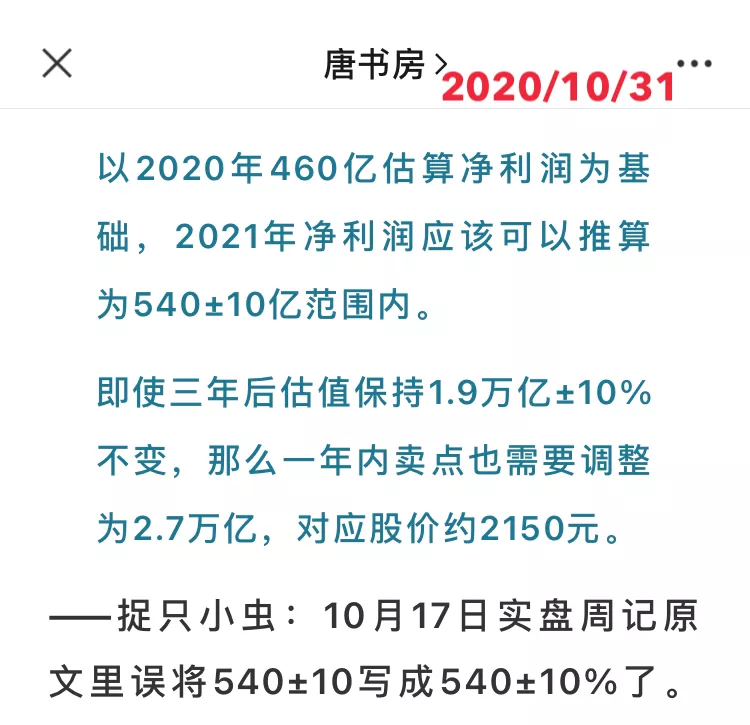 唐书房
2020/10/31
以2020年460亿估算净利润为基
础，2021年净利润应该可以推算
为540±10亿范围内。
即使三年后估值保持1.9万亿±10%
不变，那么一年内卖点也需要调整
为2.7万亿，对应股价约2150元。
——捉只小虫：10月17日实盘周记原
文里误将540±10写成540±10%了。